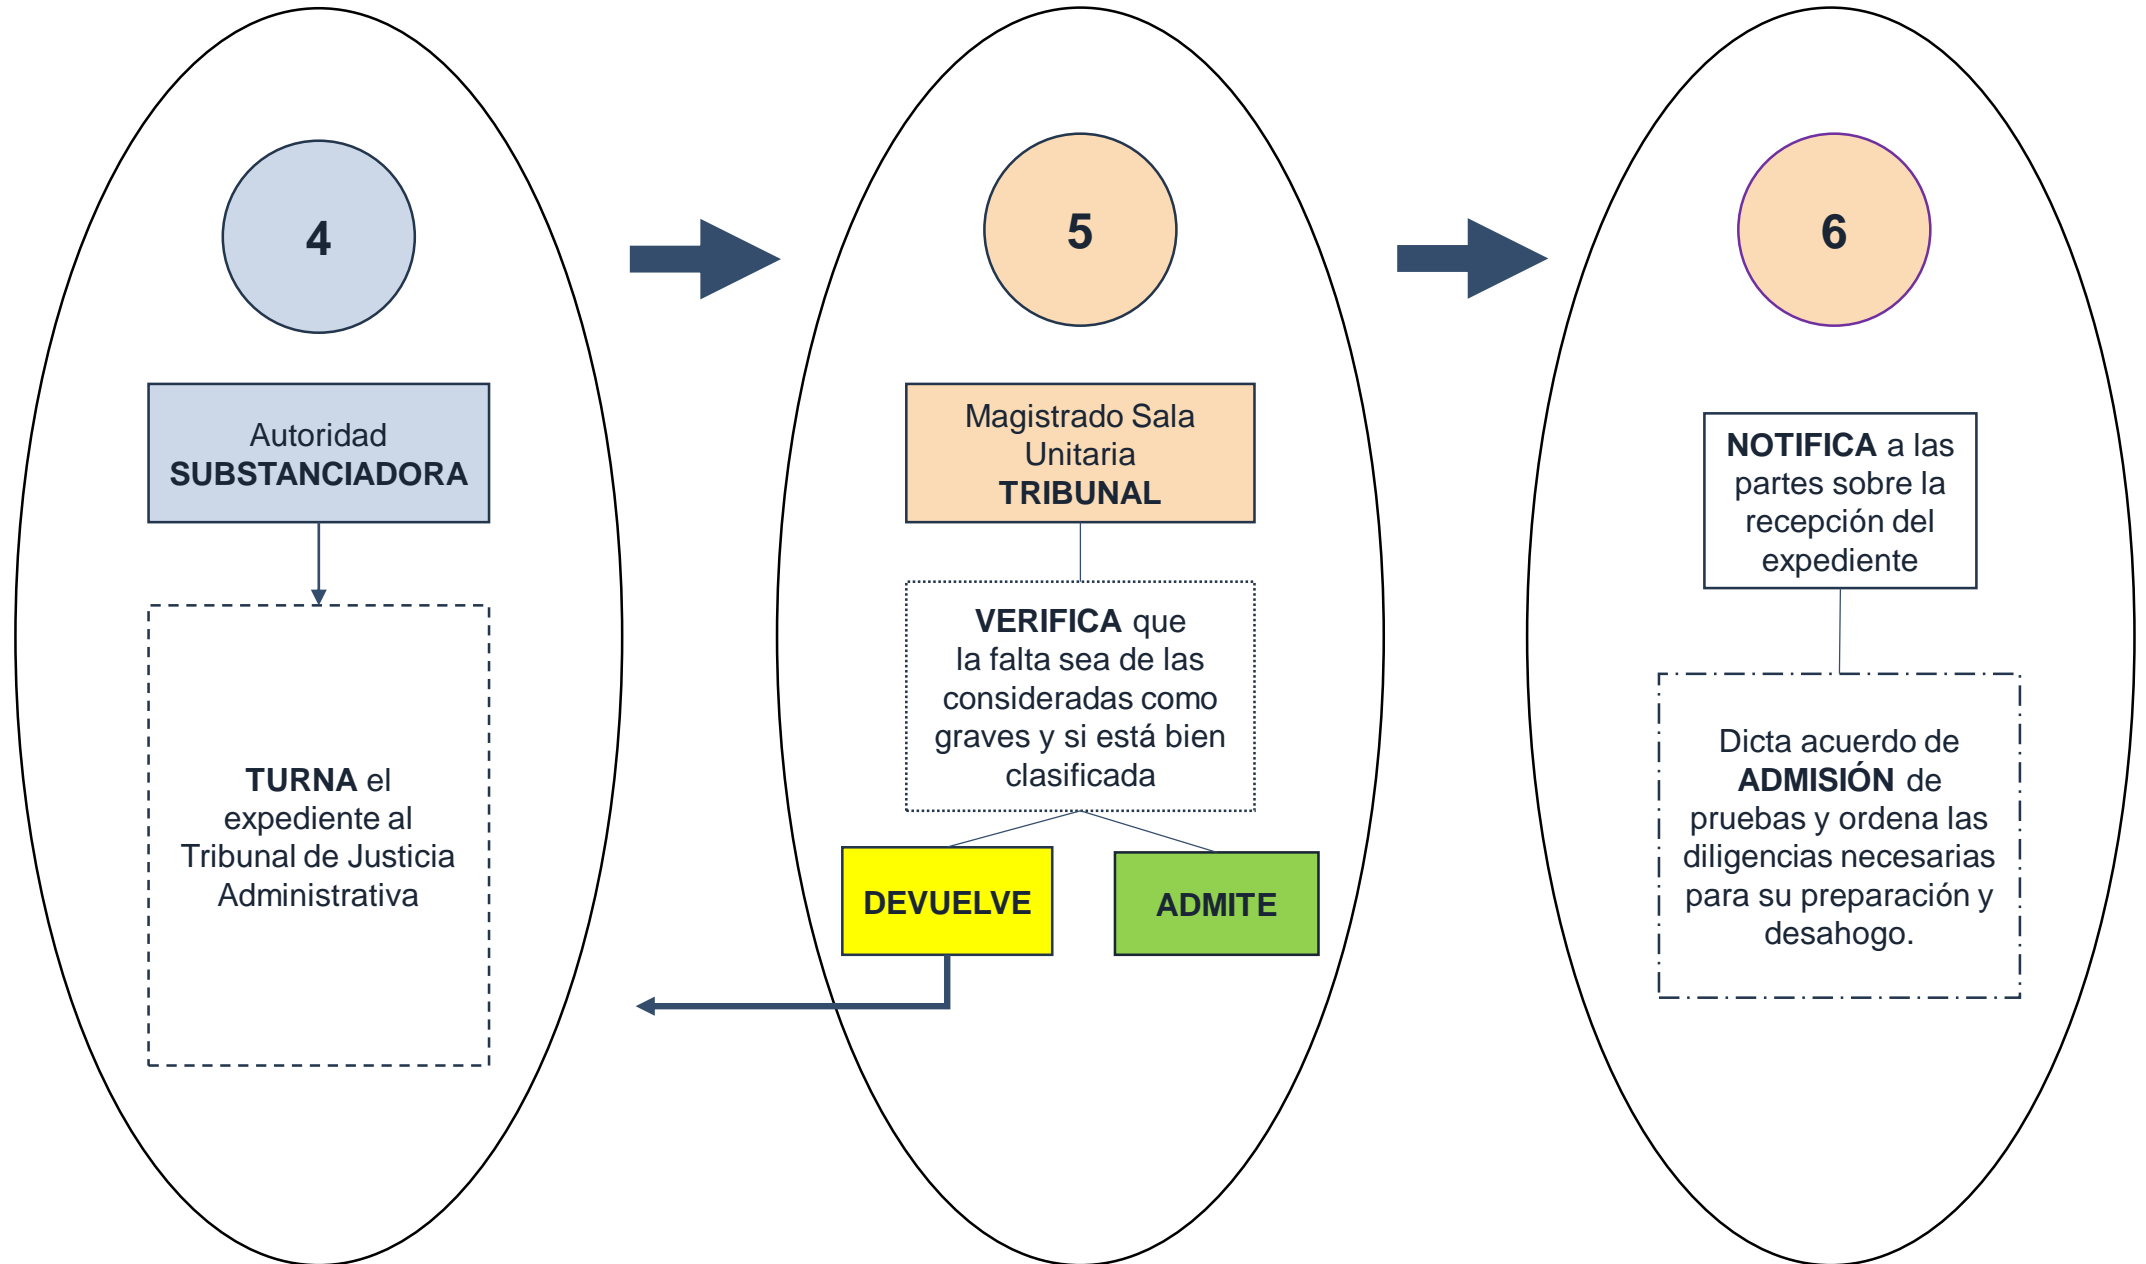 4
Autoridad
SUBSTANCIADORA
TURNA el
expediente al
Tribunal de Justicia
Administrativa
5
Magistrado Sala
Unitaria
TRIBUNAL
VERIFICA que
la falta sea de las
consideradas como
graves y si está bien
clasificada
DEVUELVE
ADMITE
6
NOTIFICA a las
partes sobre la
recepción del
expediente
Dicta acuerdo de
ADMISIÓN de
pruebas y ordena las
diligencias necesarias
para su preparación y
desahogo.